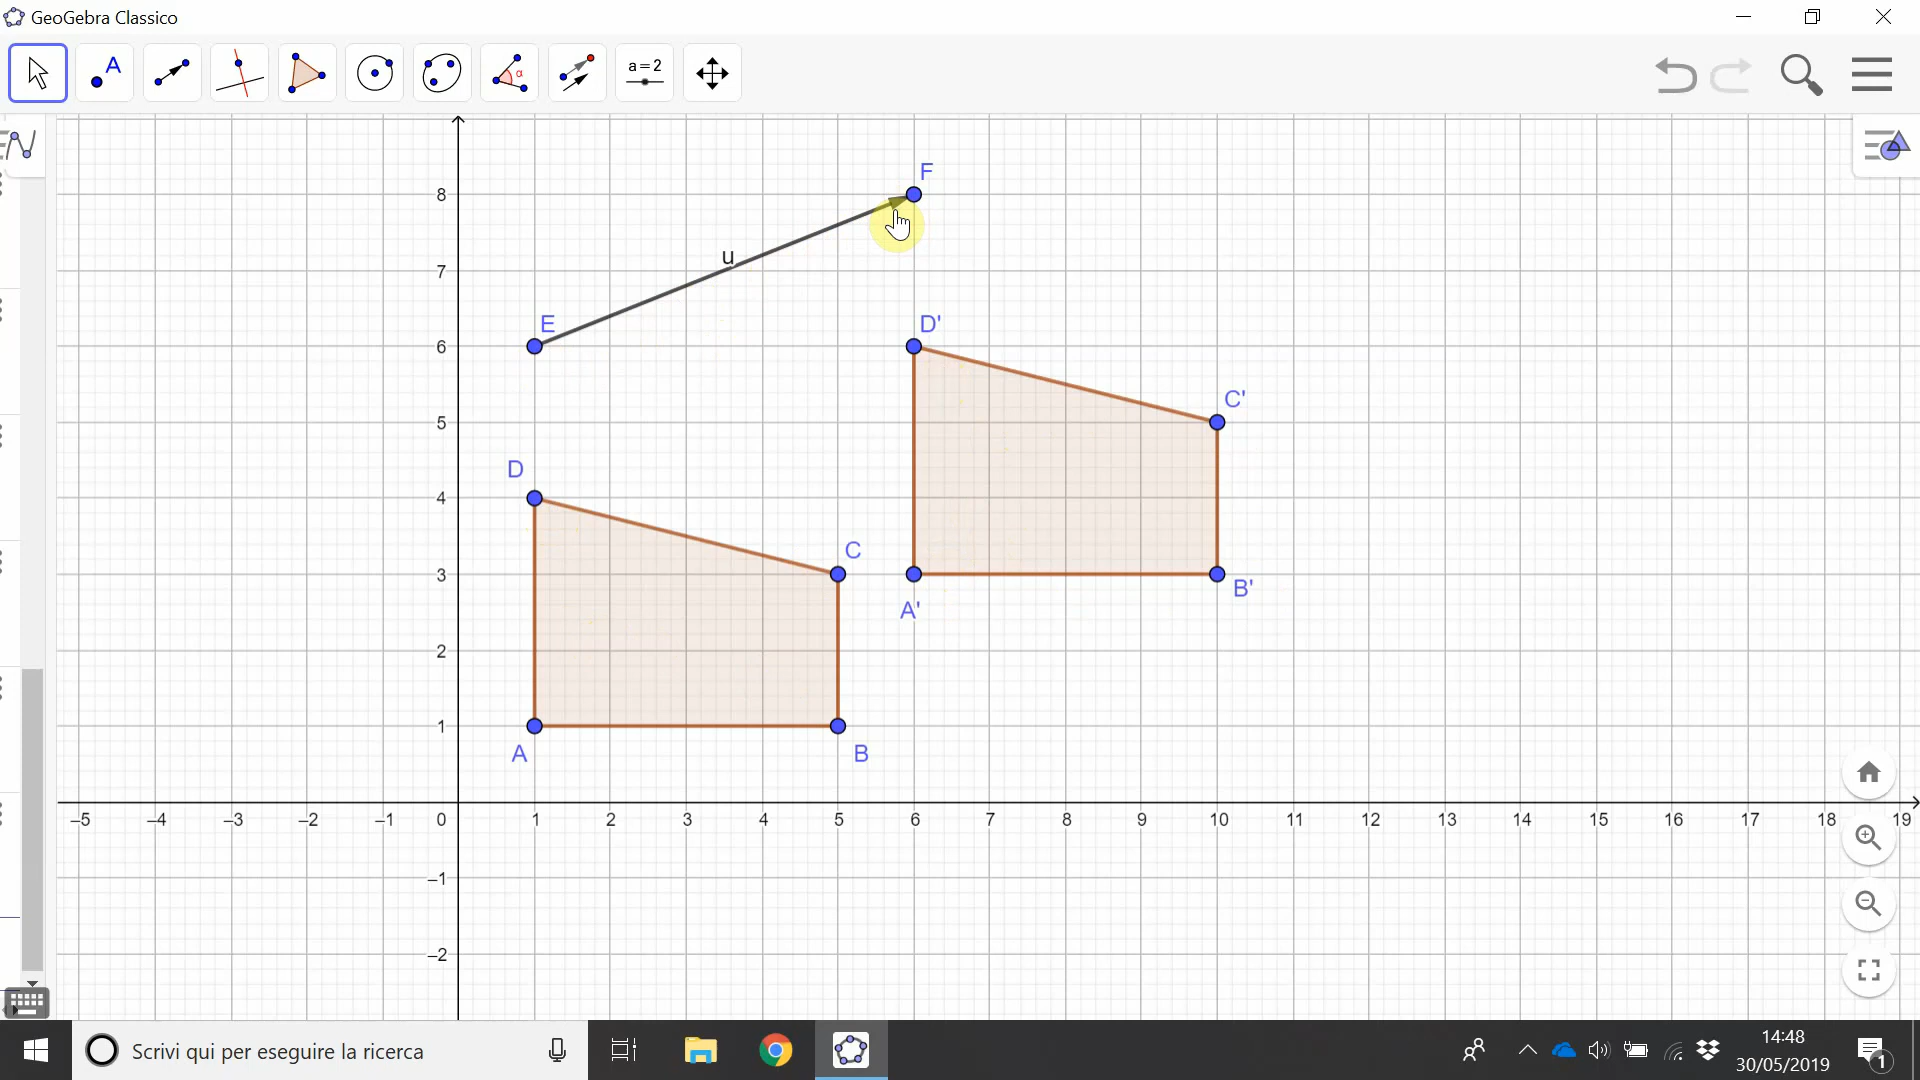 GeoGebra Classico
A
α
a=2
F
8
u
7
E
D'
6
C'
5
D
4
C
3
B'
A'
2
1
A
B
–5 –4 –3 –2 –1 0 1 2 3 4 5 6 7 8 9 10 11 12 13 14 15 16 17 18 19
–1
–2
Scrivi qui per eseguire la ricerca
14:48
30/05/2019
1